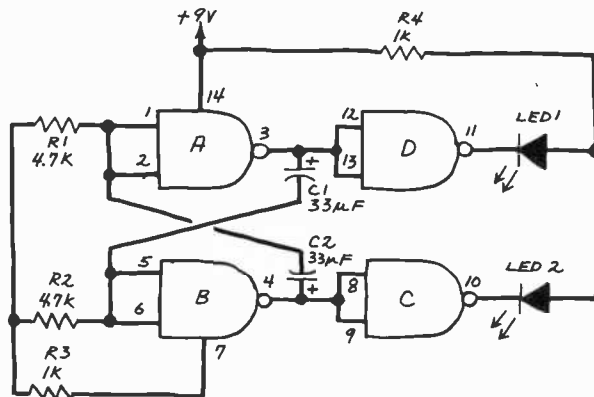 +9V
R4
1K
14
1
R1
4.7K
2
A
3
12
13
D
11
LED1
+
C1
33µF
C2
33µF
+
R2
4.7K
5
6
B
4
7
8
9
C
10
LED 2
R3
1K